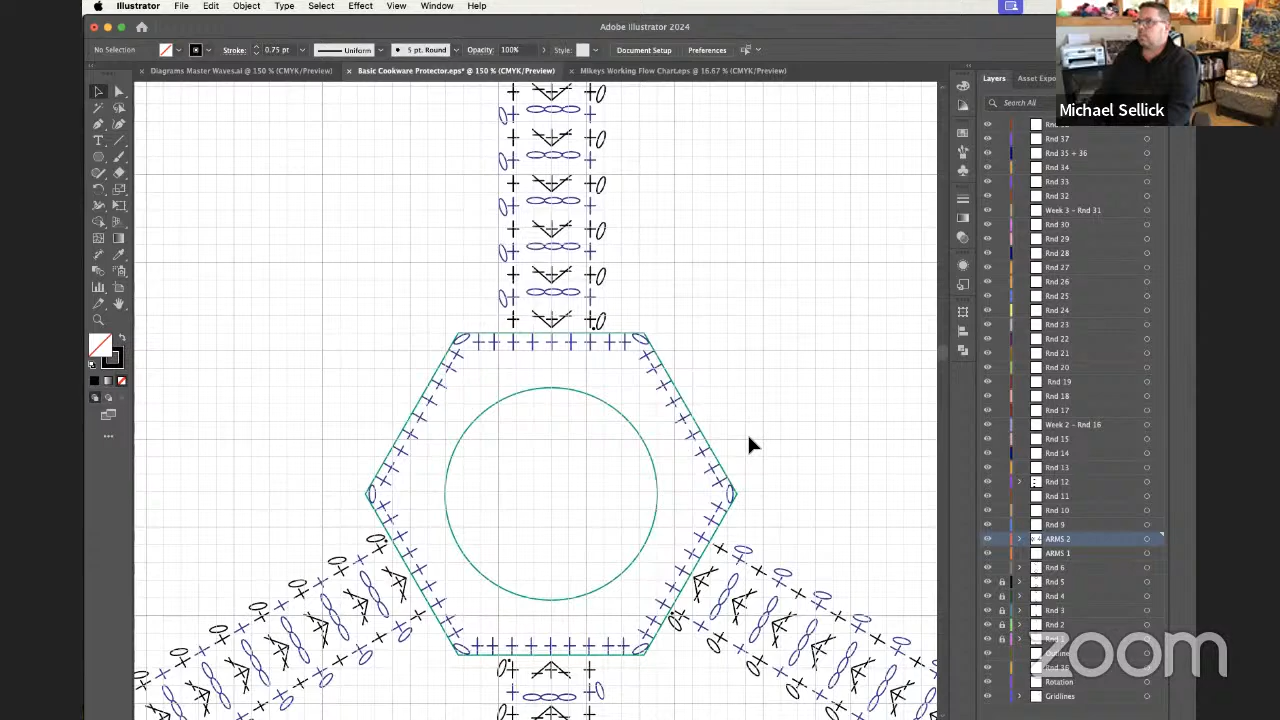 Illustrator File Edit Object Type Select Effect View Window Help
Adobe Illustrator 2024
No Selection Stroke: 0.75 pt Uniform 5 pt. Round Opacity: 100% Style: Document Setup Preferences
× Diagrams Master Waves.ai @ 150 % (CMYK/Preview) × Basic Cookware Protector.eps* @ 150 % (CMYK/Preview) × Mikeys Working Flow Chart.eps @ 16.67 % (CMYK/Preview)
Layers Asset Expo
Michael Sellick
Search All
Rnd 37
Rnd 35 + 36
Rnd 34
Rnd 33
Rnd 32
Week 3 - Rnd 31
Rnd 30
Rnd 29
Rnd 28
Rnd 27
Rnd 26
Rnd 25
Rnd 24
Rnd 23
Rnd 22
Rnd 21
Rnd 20
Rnd 19
Rnd 18
Rnd 17
Week 2 - Rnd 16
Rnd 15
Rnd 14
Rnd 13
Rnd 12
Rnd 11
Rnd 10
Rnd 9
ARMS 2
ARMS 1
Rnd 6
Rnd 5
Rnd 4
Rnd 3
Rnd 2
zoom
Rotation
Gridlines